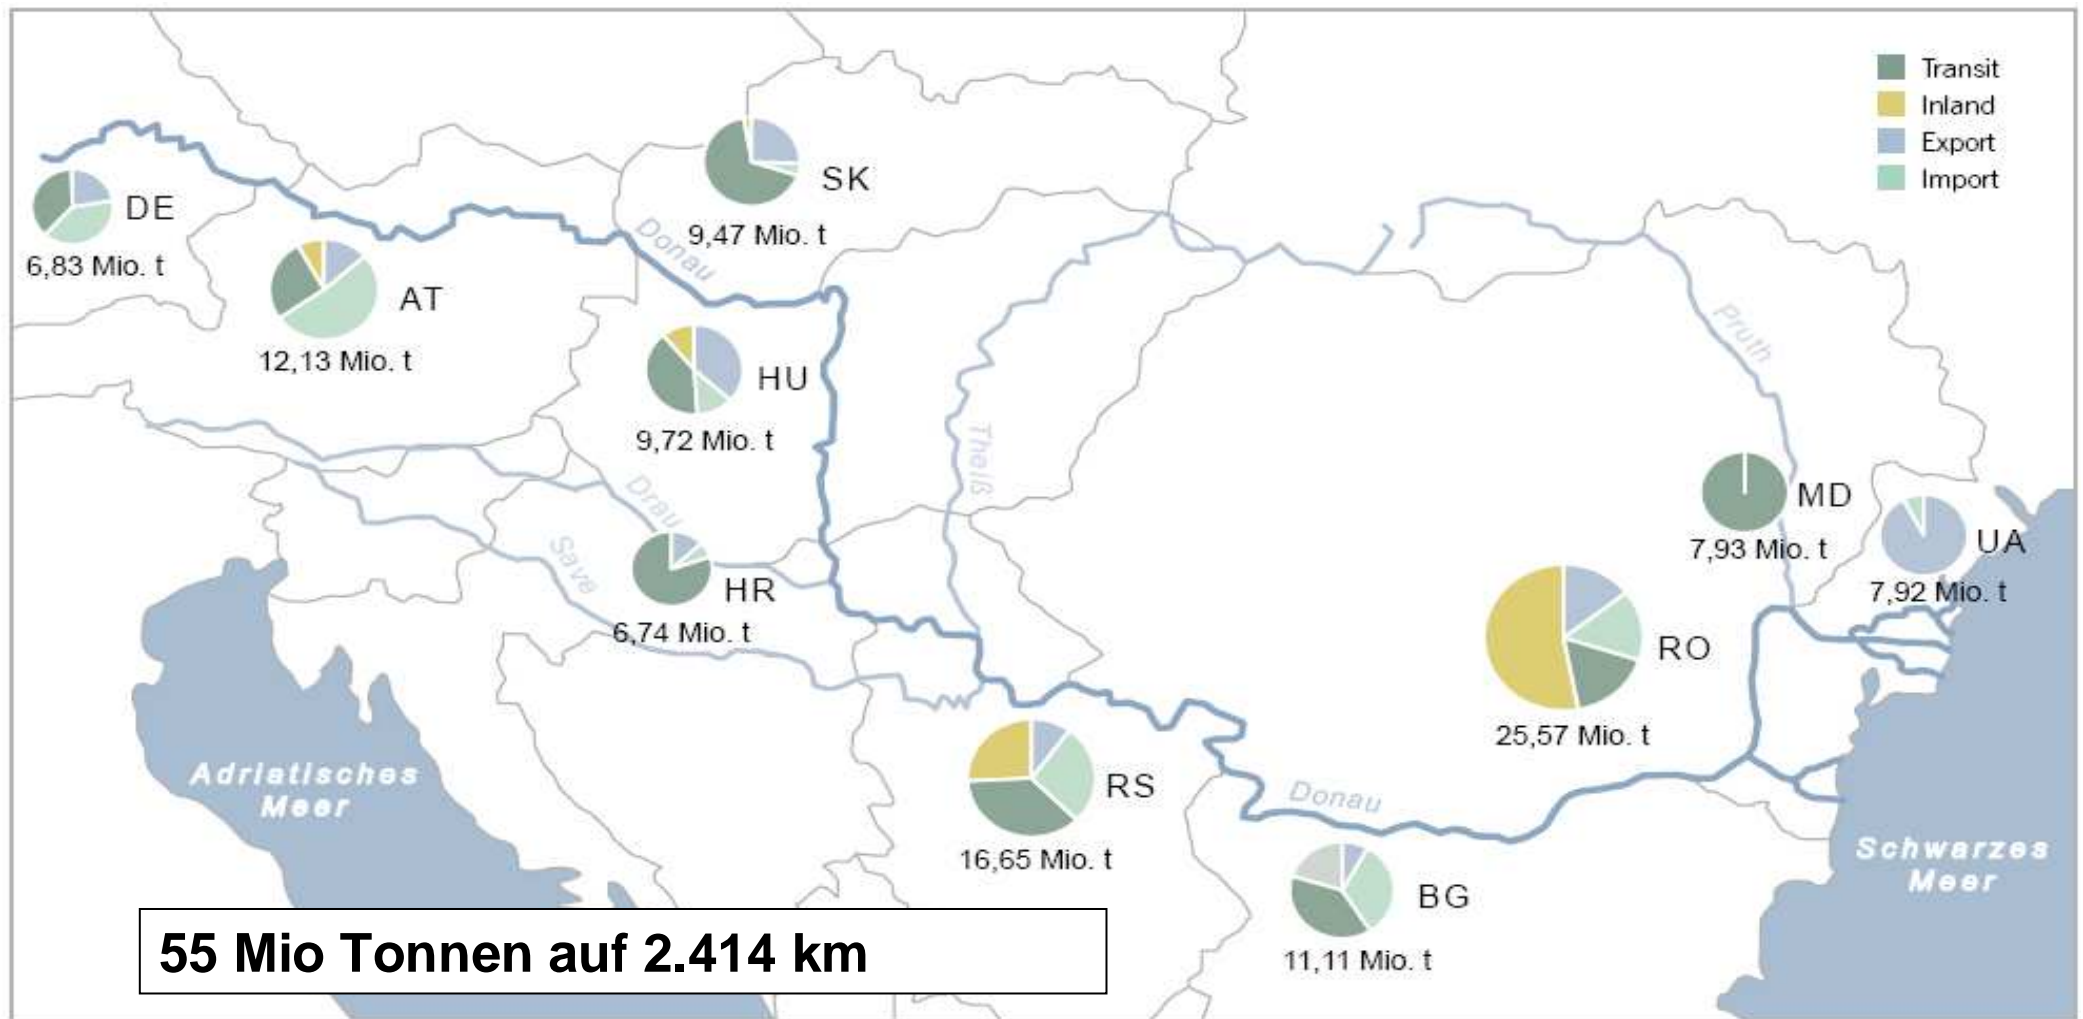 Transit
Inland
Export
Import
DE
6,83 Mio. t
AT
12,13 Mio. t
SK
9,47 Mio. t
Donau
HU
9,72 Mio. t
Drau
Save
HR
6,74 Mio. t
Theiß
Pruth
MD
7,93 Mio. t
UA
7,92 Mio. t
RO
25,57 Mio. t
RS
16,65 Mio. t
Donau
BG
11,11 Mio. t
Adriatisches
Meer
Schwarzes
Meer
55 Mio Tonnen auf 2.414 km